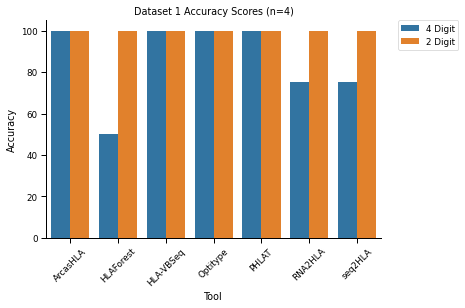 Dataset 1 Accuracy Scores (n=4)
4 Digit
2 Digit
Accuracy
100
80
60
40
20
0
ArcasHLA
HLAForest
HLA-VBSeq
Optitype
PHLAT
RNA2HLA
seq2HLA
Tool